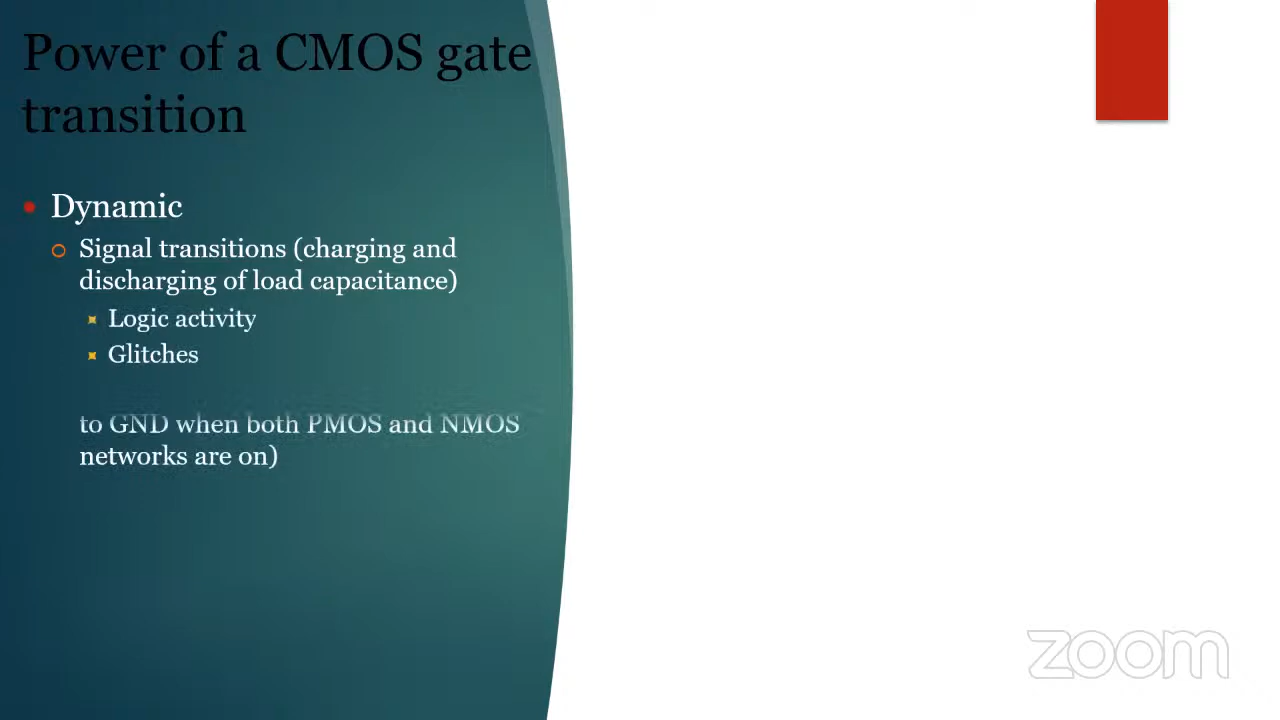 Power of a CMOS gate
transition
Dynamic
Signal transitions (charging and
discharging of load capacitance)
Logic activity
Glitches
to GND when both PMOS and NMOS
networks are on)
zoom